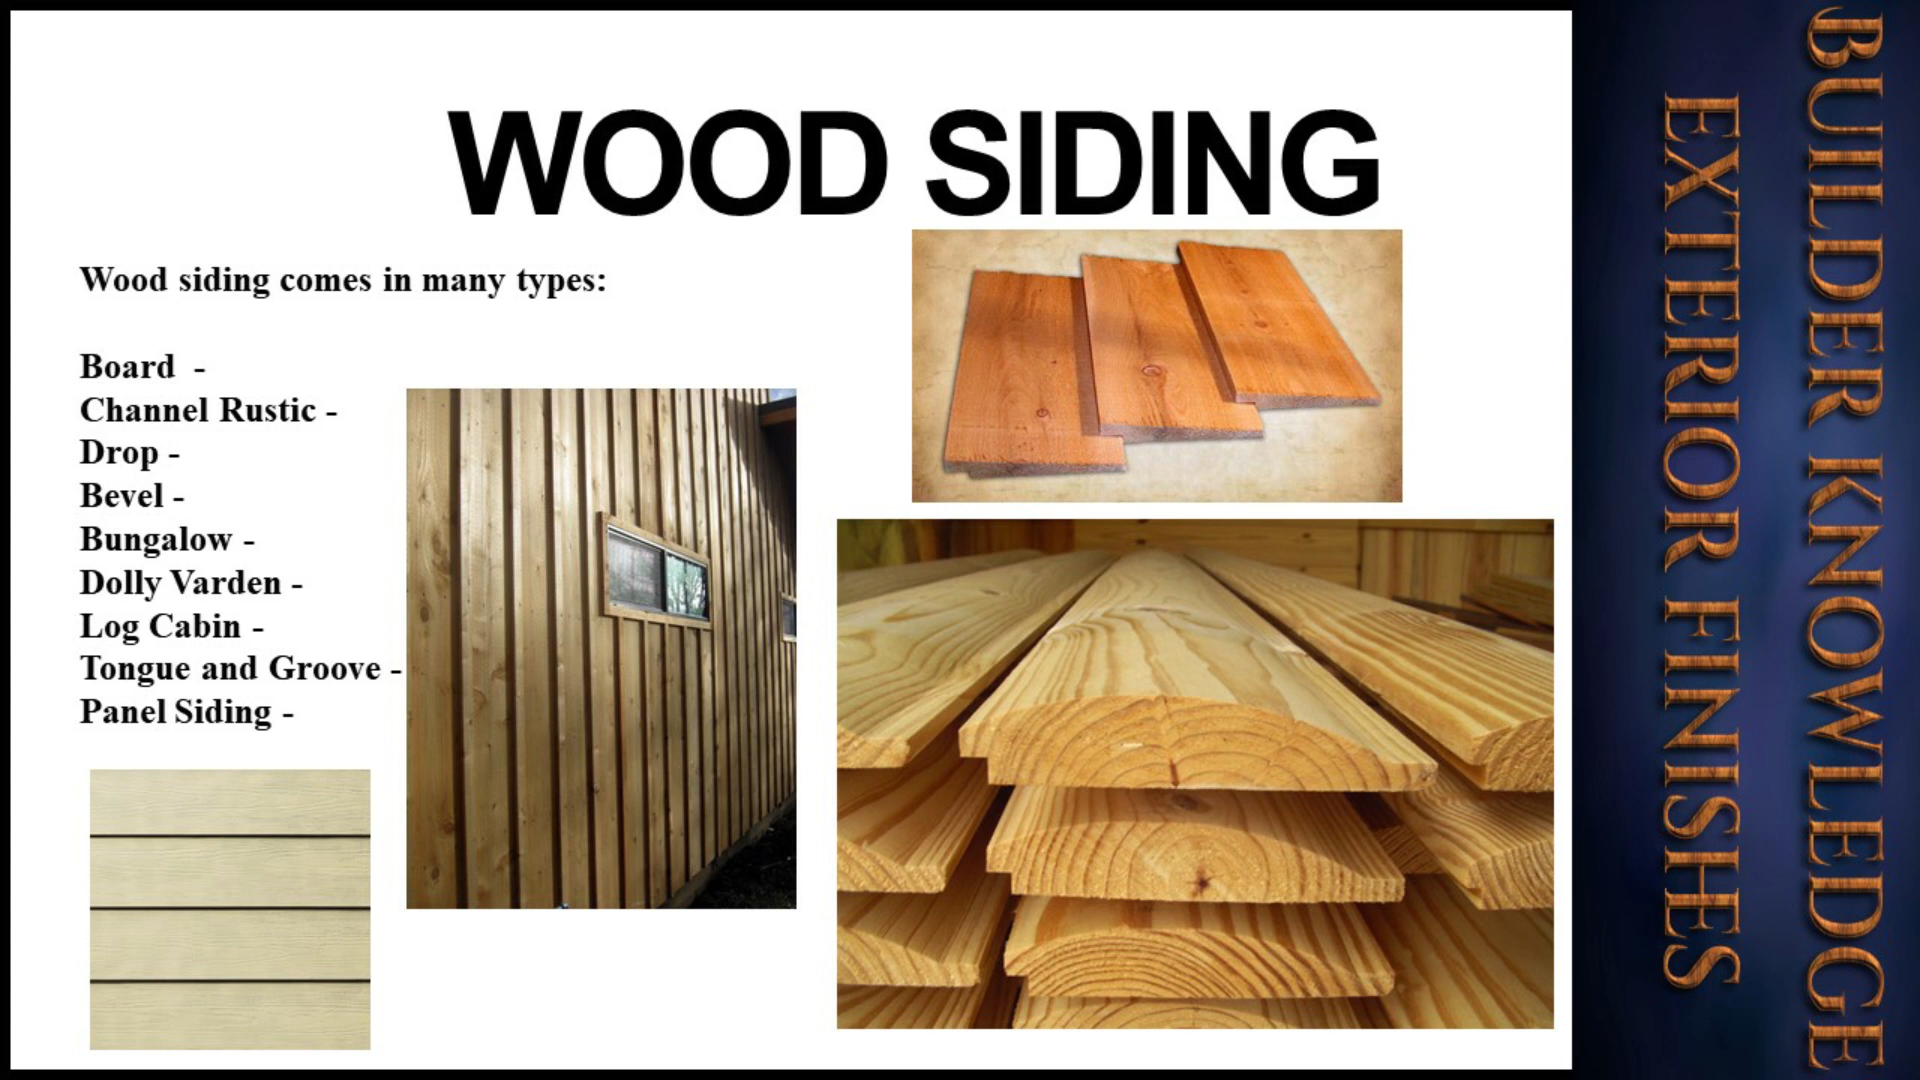 WOOD SIDING
Wood siding comes in many types:
Board -
Channel Rustic -
Drop -
Bevel -
Bungalow -
Dolly Varden -
Log Cabin -
Tongue and Groove -
Panel Siding -
BUILDER KNOWLEDGE
EXTERIOR FINISHES